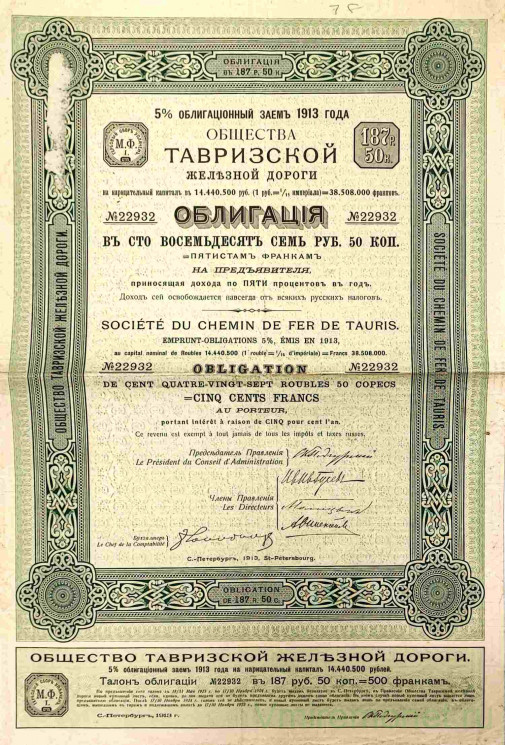 78
ОБЛИГАЦІЯ
ВЪ 187 Р. 50 К.
5% ОБЛИГАЦІОННЫЙ ЗАЕМЪ 1913 ГОДА
ОБЩЕСТВА
М.Ф.
187 Р.
50 К.
ТАВРИЗСКОЙ
ЖЕЛѢЗНОЙ ДОРОГИ
на нарицательный капиталъ въ 14.440.500 руб. (1 руб.=1/15 имперіала)=38.508.000 франковъ.
ОБЛИГАЦІЯ
№22932 №22932
ВЪ СТО ВОСЕМЬДЕСЯТЪ СЕМЬ РУБ. 50 КОП.
=ПЯТИСТАМЪ ФРАНКАМЪ
НА ПРЕДЪЯВИТЕЛЯ,
приносящая дохода по ПЯТИ процентовъ въ годъ.
Доходъ сей освобождается навсегда отъ всякихъ русскихъ налоговъ.
SOCIÉTÉ DU CHEMIN DE FER DE TAURIS.
EMPRUNT-OBLIGATIONS 5%, ÉMIS EN 1913,
au capital nominal de Roubles 14.440.500 (1 rouble=1/15 d'impériale)=Francs 38.508.000.
№22932 OBLIGATION №22932
DE CENT QUATRE-VINGT-SEPT ROUBLES 50 COPECS
=CINQ CENTS FRANCS
AU PORTEUR,
portant intérêt à raison de CINQ pour cent l'an.
Ce revenu est exempt à tout jamais de tous les impôts et taxes russes.
Предсѣдатель Правленія
Le Président du Conseil d'Administration
Члены Правленія
Les Directeurs
Бухгалтеръ
Le Chef de la Comptabilité
С.-Петербургъ, 1913, St-Pétersbourg.
ОБЩЕСТВО ТАВРИЗСКОЙ ЖЕЛѢЗНОЙ ДОРОГИ.
SOCIÉTÉ DU CHEMIN DE FER DE TAURIS.
OBLIGATION
DE 187 R. 50 C.
ОБЩЕСТВО ТАВРИЗСКОЙ ЖЕЛѢЗНОЙ ДОРОГИ.
5% облигаціонный заемъ 1913 года на нарицательный капиталъ 14.440.500 рублей.
М.Ф.
Талонъ облигаціи №22932 въ 187 руб. 50 коп.=500 франкамъ.
С.-Петербургъ, 1913 г.
Предсѣдатель Правленія